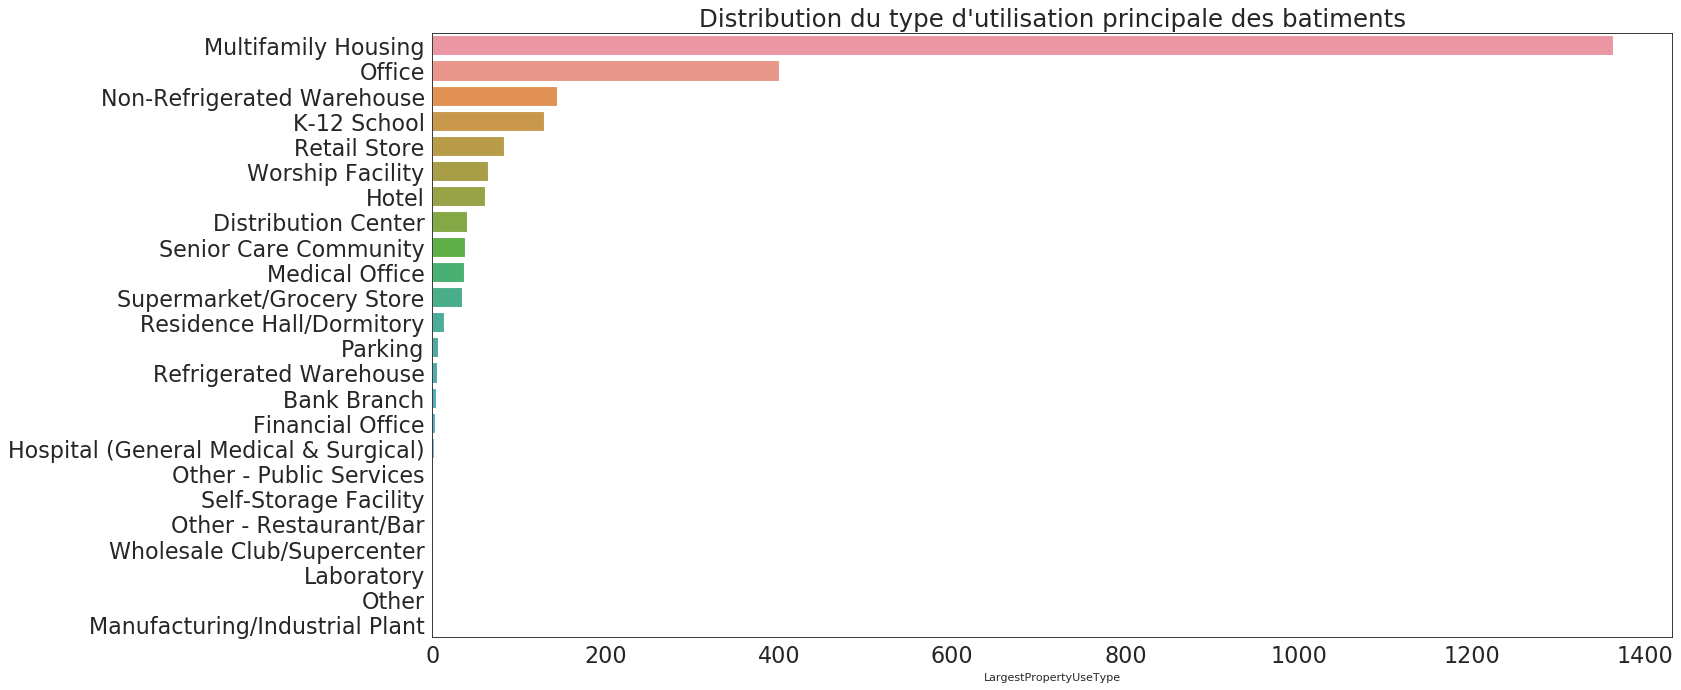 Distribution du type d'utilisation principale des batiments
Multifamily Housing
Office
Non-Refrigerated Warehouse
K-12 School
Retail Store
Worship Facility
Hotel
Distribution Center
Senior Care Community
Medical Office
Supermarket/Grocery Store
Residence Hall/Dormitory
Parking
Refrigerated Warehouse
Bank Branch
Financial Office
Hospital (General Medical & Surgical)
Other - Public Services
Self-Storage Facility
Other - Restaurant/Bar
Wholesale Club/Supercenter
Laboratory
Other
Manufacturing/Industrial Plant
0 200 400 600 800 1000 1200 1400
LargestPropertyUseType